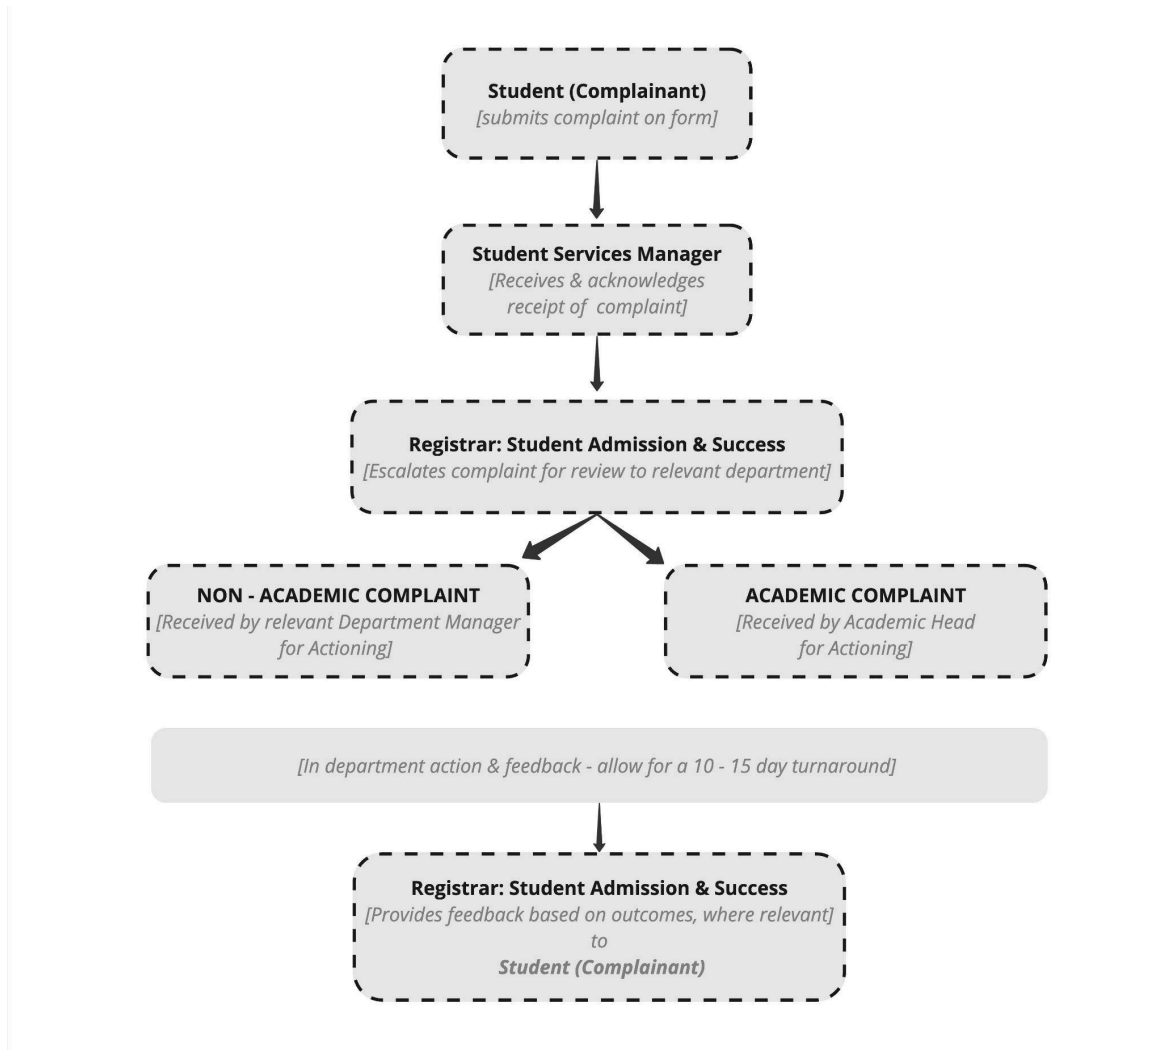 Student (Complainant)
[submits complaint on form]
Student Services Manager
[Receives & acknowledges
receipt of complaint]
Registrar: Student Admission & Success
[Escalates complaint for review to relevant department]
NON - ACADEMIC COMPLAINT
[Received by relevant Department Manager
for Actioning]
ACADEMIC COMPLAINT
[Received by Academic Head
for Actioning]
[In department action & feedback - allow for a 10 - 15 day turnaround]
Registrar: Student Admission & Success
[Provides feedback based on outcomes, where relevant]
to
Student (Complainant)